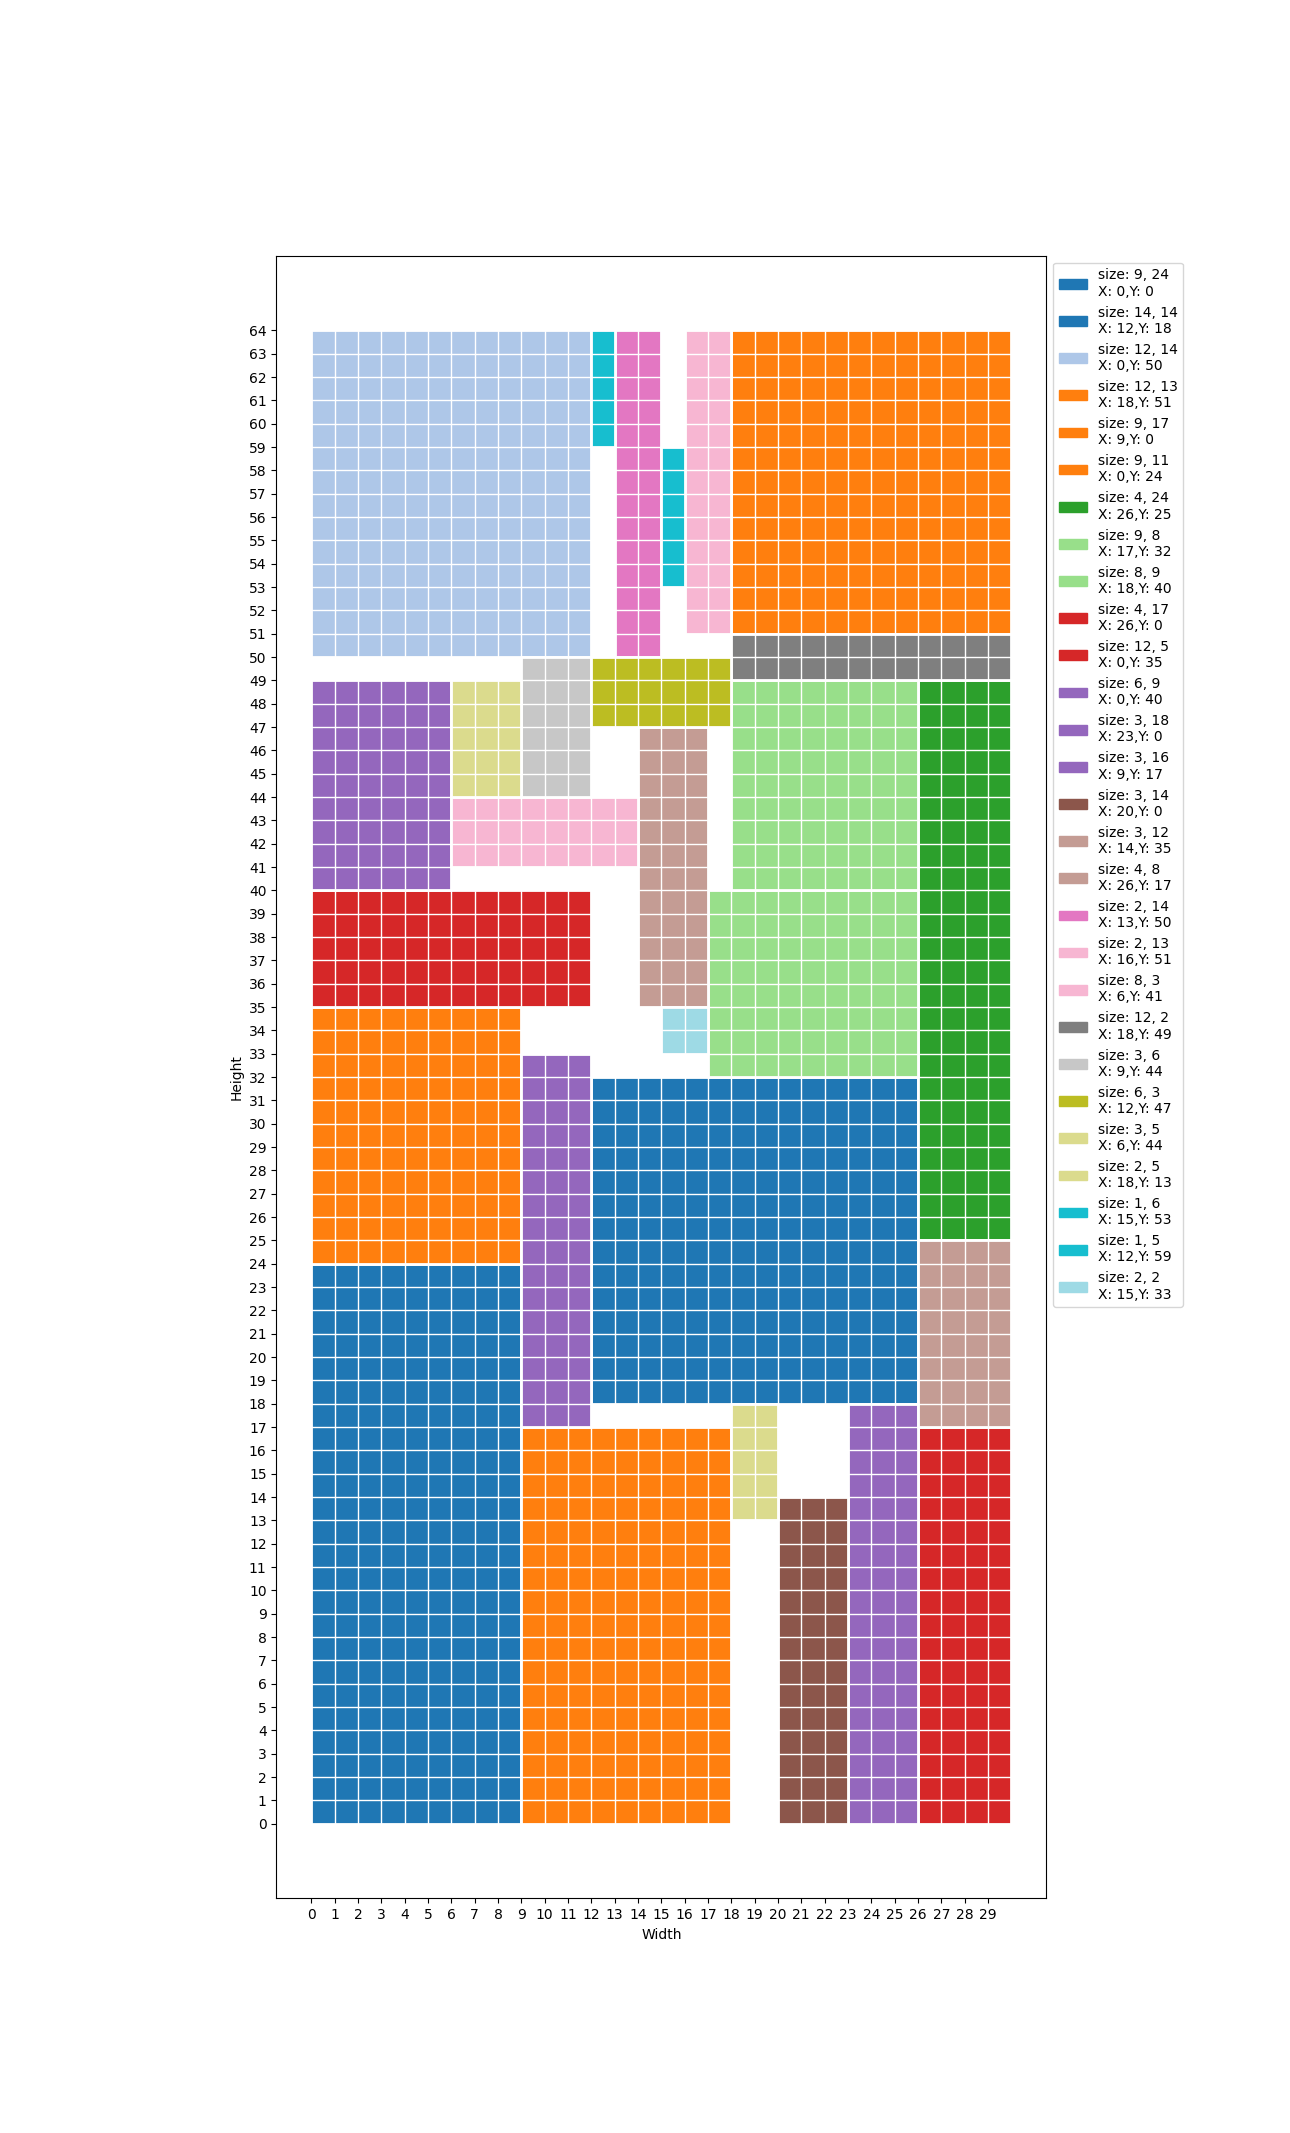 64
63
62
61
60
59
58
57
56
55
54
53
52
51
50
49
48
47
46
45
44
43
42
41
40
39
38
37
36
35
34
33
32
31
30
29
28
27
26
25
24
23
22
21
20
19
18
17
16
15
14
13
12
11
10
9
8
7
6
5
4
3
2
1
0
Height
0 1 2 3 4 5 6 7 8 9 10 11 12 13 14 15 16 17 18 19 20 21 22 23 24 25 26 27 28 29
Width
size: 9, 24
X: 0,Y: 0
size: 14, 14
X: 12,Y: 18
size: 12, 14
X: 0,Y: 50
size: 12, 13
X: 18,Y: 51
size: 9, 17
X: 9,Y: 0
size: 9, 11
X: 0,Y: 24
size: 4, 24
X: 26,Y: 25
size: 9, 8
X: 17,Y: 32
size: 8, 9
X: 18,Y: 40
size: 4, 17
X: 26,Y: 0
size: 12, 5
X: 0,Y: 35
size: 6, 9
X: 0,Y: 40
size: 3, 18
X: 23,Y: 0
size: 3, 16
X: 9,Y: 17
size: 3, 14
X: 20,Y: 0
size: 3, 12
X: 14,Y: 35
size: 4, 8
X: 26,Y: 17
size: 2, 14
X: 13,Y: 50
size: 2, 13
X: 16,Y: 51
size: 8, 3
X: 6,Y: 41
size: 12, 2
X: 18,Y: 49
size: 3, 6
X: 9,Y: 44
size: 6, 3
X: 12,Y: 47
size: 3, 5
X: 6,Y: 44
size: 2, 5
X: 18,Y: 13
size: 1, 6
X: 15,Y: 53
size: 1, 5
X: 12,Y: 59
size: 2, 2
X: 15,Y: 33